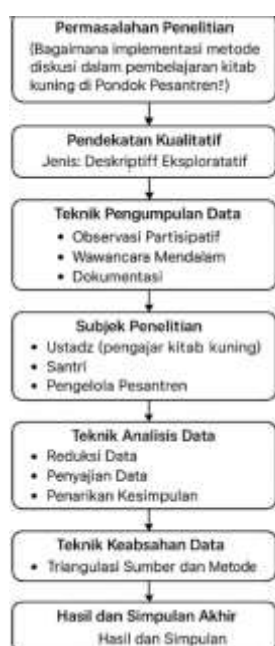 Permasalahan Penelitian
(Bagaimana implementasi metode
diskusi dalam pembelajaran kitab
kuning di Pondok Pesantren?)
Pendekatan Kualitatif
Jenis: Deskriptiff Eksploratatif
Teknik Pengumpulan Data
• Observasi Partisipatif
• Wawancara Mendalam
• Dokumentasi
Subjek Penelitian
• Ustadz (pengajar kitab kuning)
• Santri
• Pengelola Pesantren
Teknik Analisis Data
• Reduksi Data
• Penyajian Data
• Penarikan Kesimpulan
Teknik Keabsahan Data
• Triangulasi Sumber dan Metode
Hasil dan Simpulan Akhir
Hasil dan Simpulan